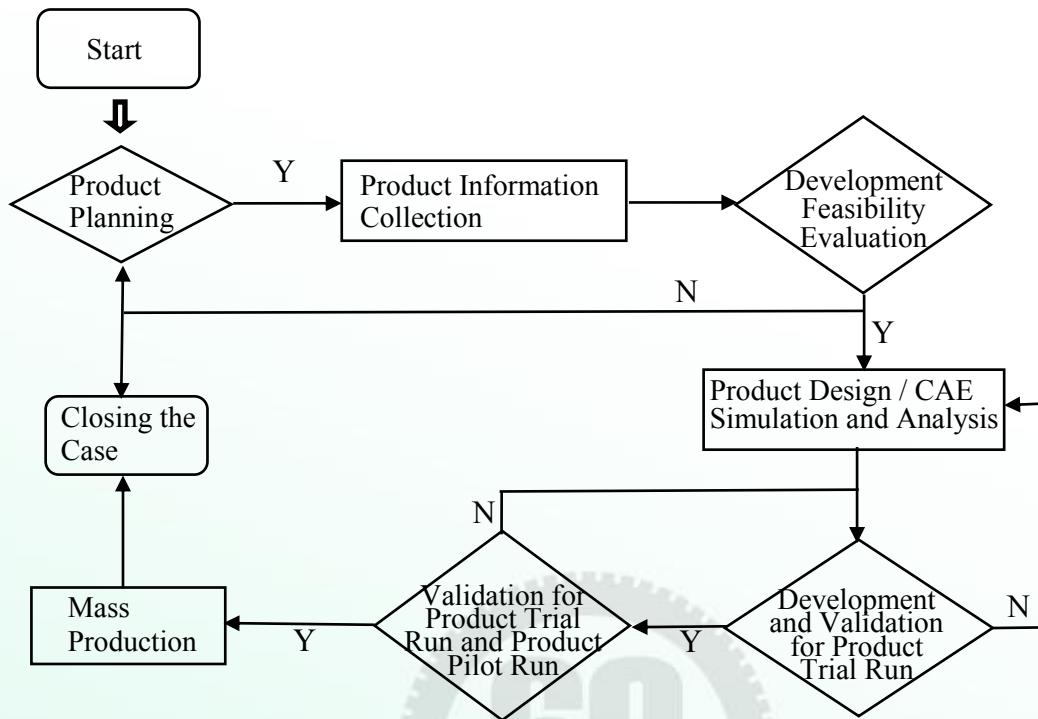 Start
Product
Planning
Y
Product Information
Collection
Development
Feasibility
Evaluation
N
Y
Closing the
Case
Product Design / CAE
Simulation and Analysis
N
Mass
Production
Y
Validation for
Product Trial
Run and Product
Pilot Run
Y
Development
and Validation
for Product
Trial Run
N